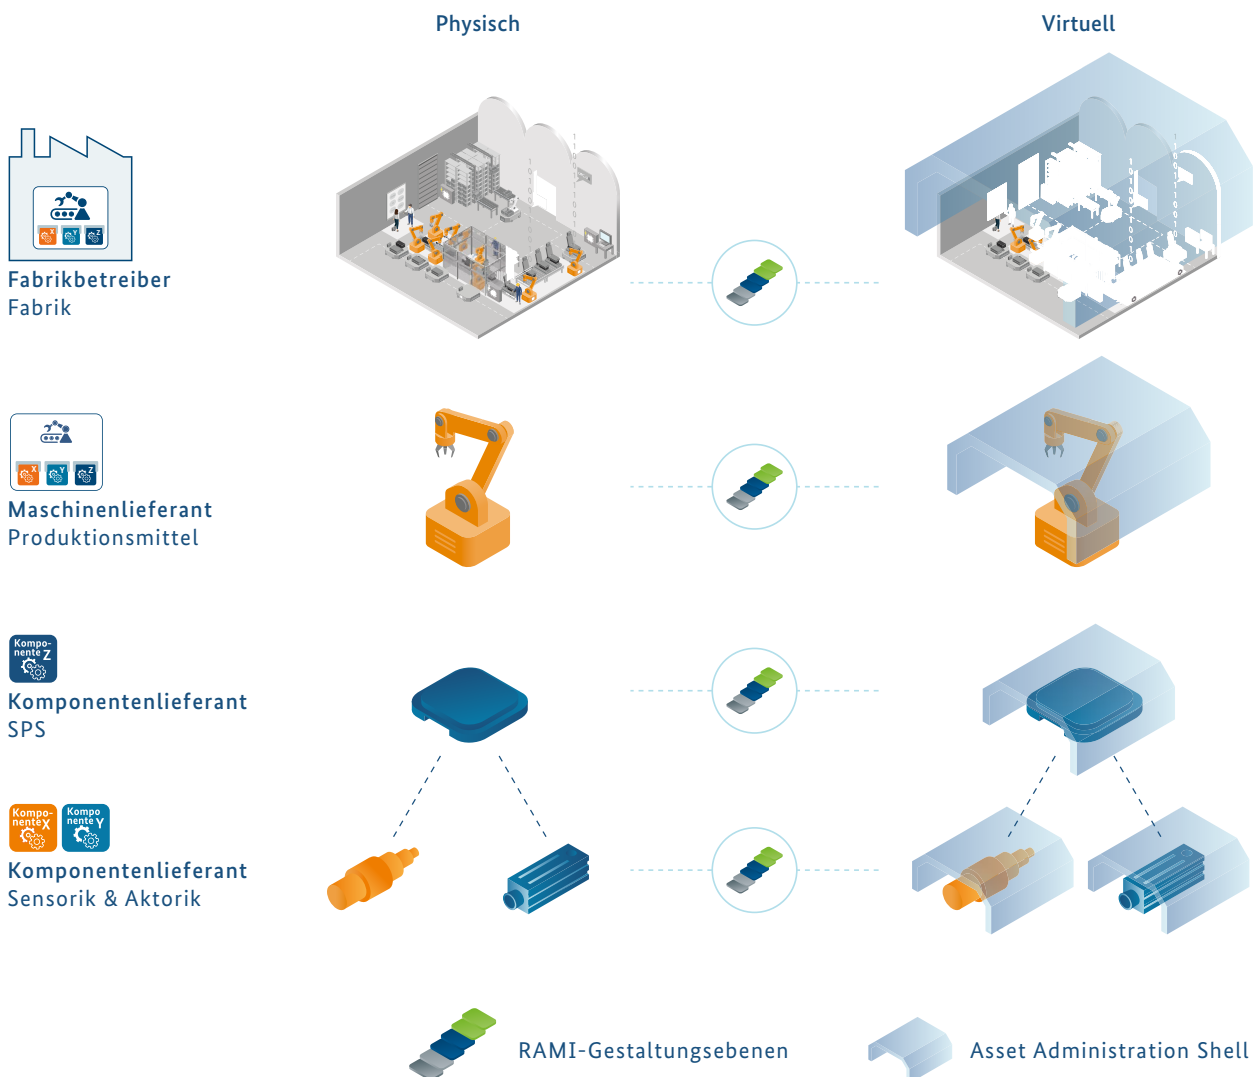 Physisch
Virtuell
X
Y
Z
Fabrikbetreiber
Fabrik
X
Y
Z
Maschinenlieferant
Produktionsmittel
Kompo-
nente Z
Komponentenlieferant
SPS
Kompo-
nente X
Kompo
nente Y
Komponentenlieferant
Sensorik & Aktorik
RAMI-Gestaltungsebenen
Asset Administration Shell